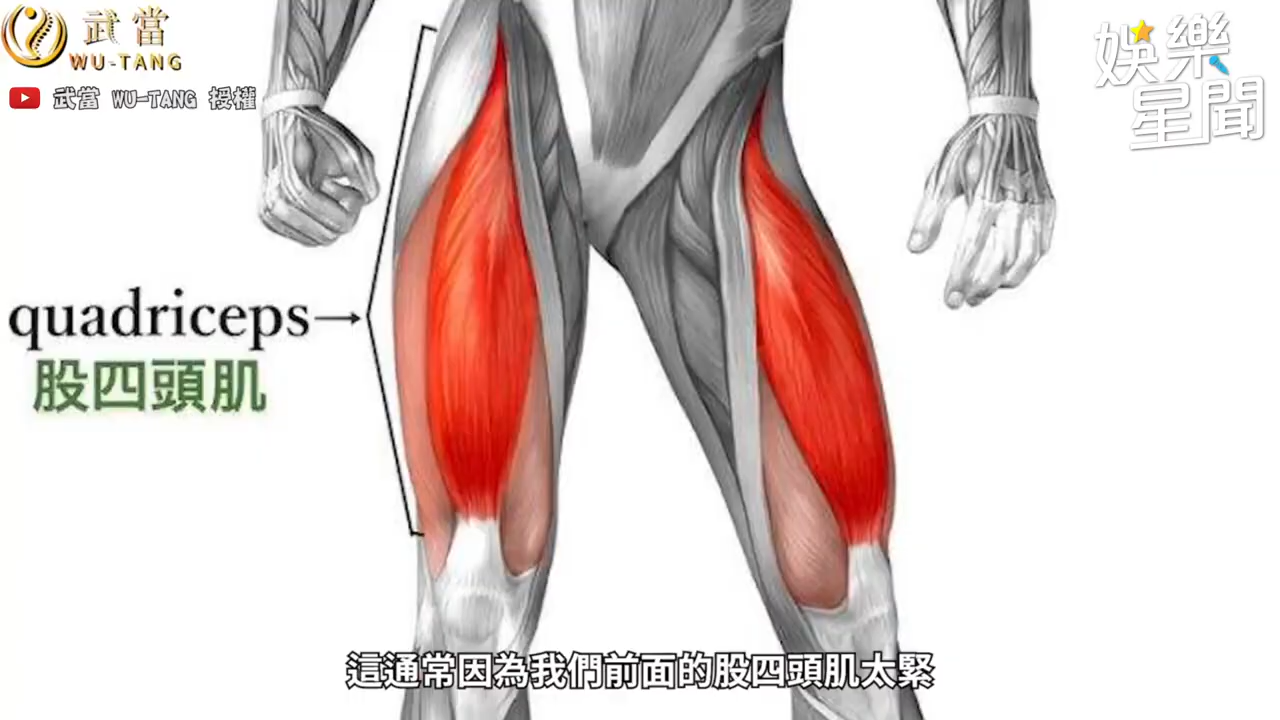 武當
WU-TANG
武當 WU-TANG 授權
娛樂
星聞
quadriceps
股四頭肌
這通常因為我們前面的股四頭肌太緊